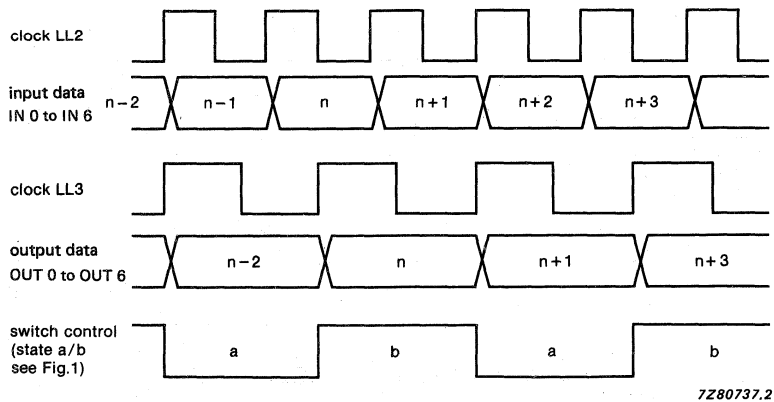 clock LL2
input data n−2 n−1 n n+1 n+2 n+3
IN 0 to IN 6
clock LL3
output data n−2 n n+1 n+3
OUT 0 to OUT 6
switch control
(state a/b a b a b
see Fig.1)
7Z80737.2